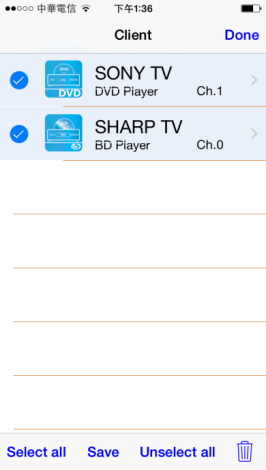 中華電信 下午1:36
Client Done
SONY TV
DVD Player Ch.1
DVD
SHARP TV
BD Player Ch.0
Select all Save Unselect all